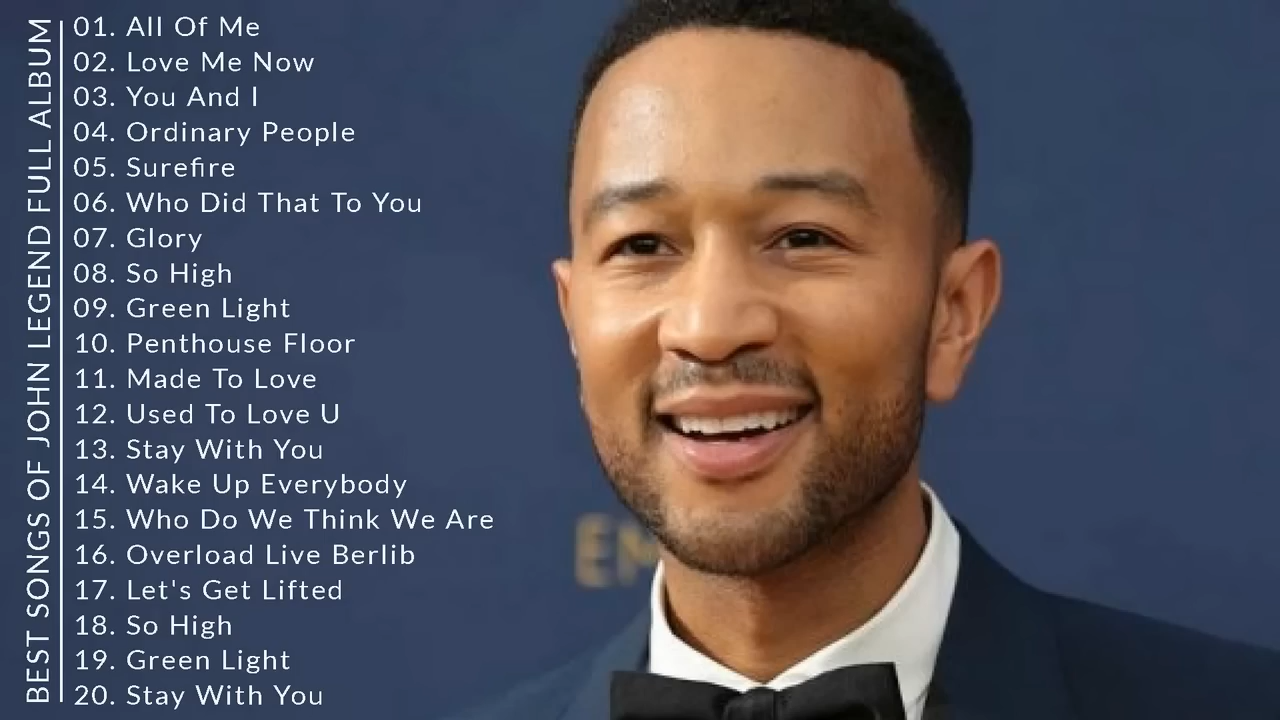 BEST SONGS OF JOHN LEGEND FULL ALBUM
01. All Of Me
02. Love Me Now
03. You And I
04. Ordinary People
05. Surefire
06. Who Did That To You
07. Glory
08. So High
09. Green Light
10. Penthouse Floor
11. Made To Love
12. Used To Love U
13. Stay With You
14. Wake Up Everybody
15. Who Do We Think We Are
16. Overload Live Berlib
17. Let's Get Lifted
18. So High
19. Green Light
20. Stay With You
EM